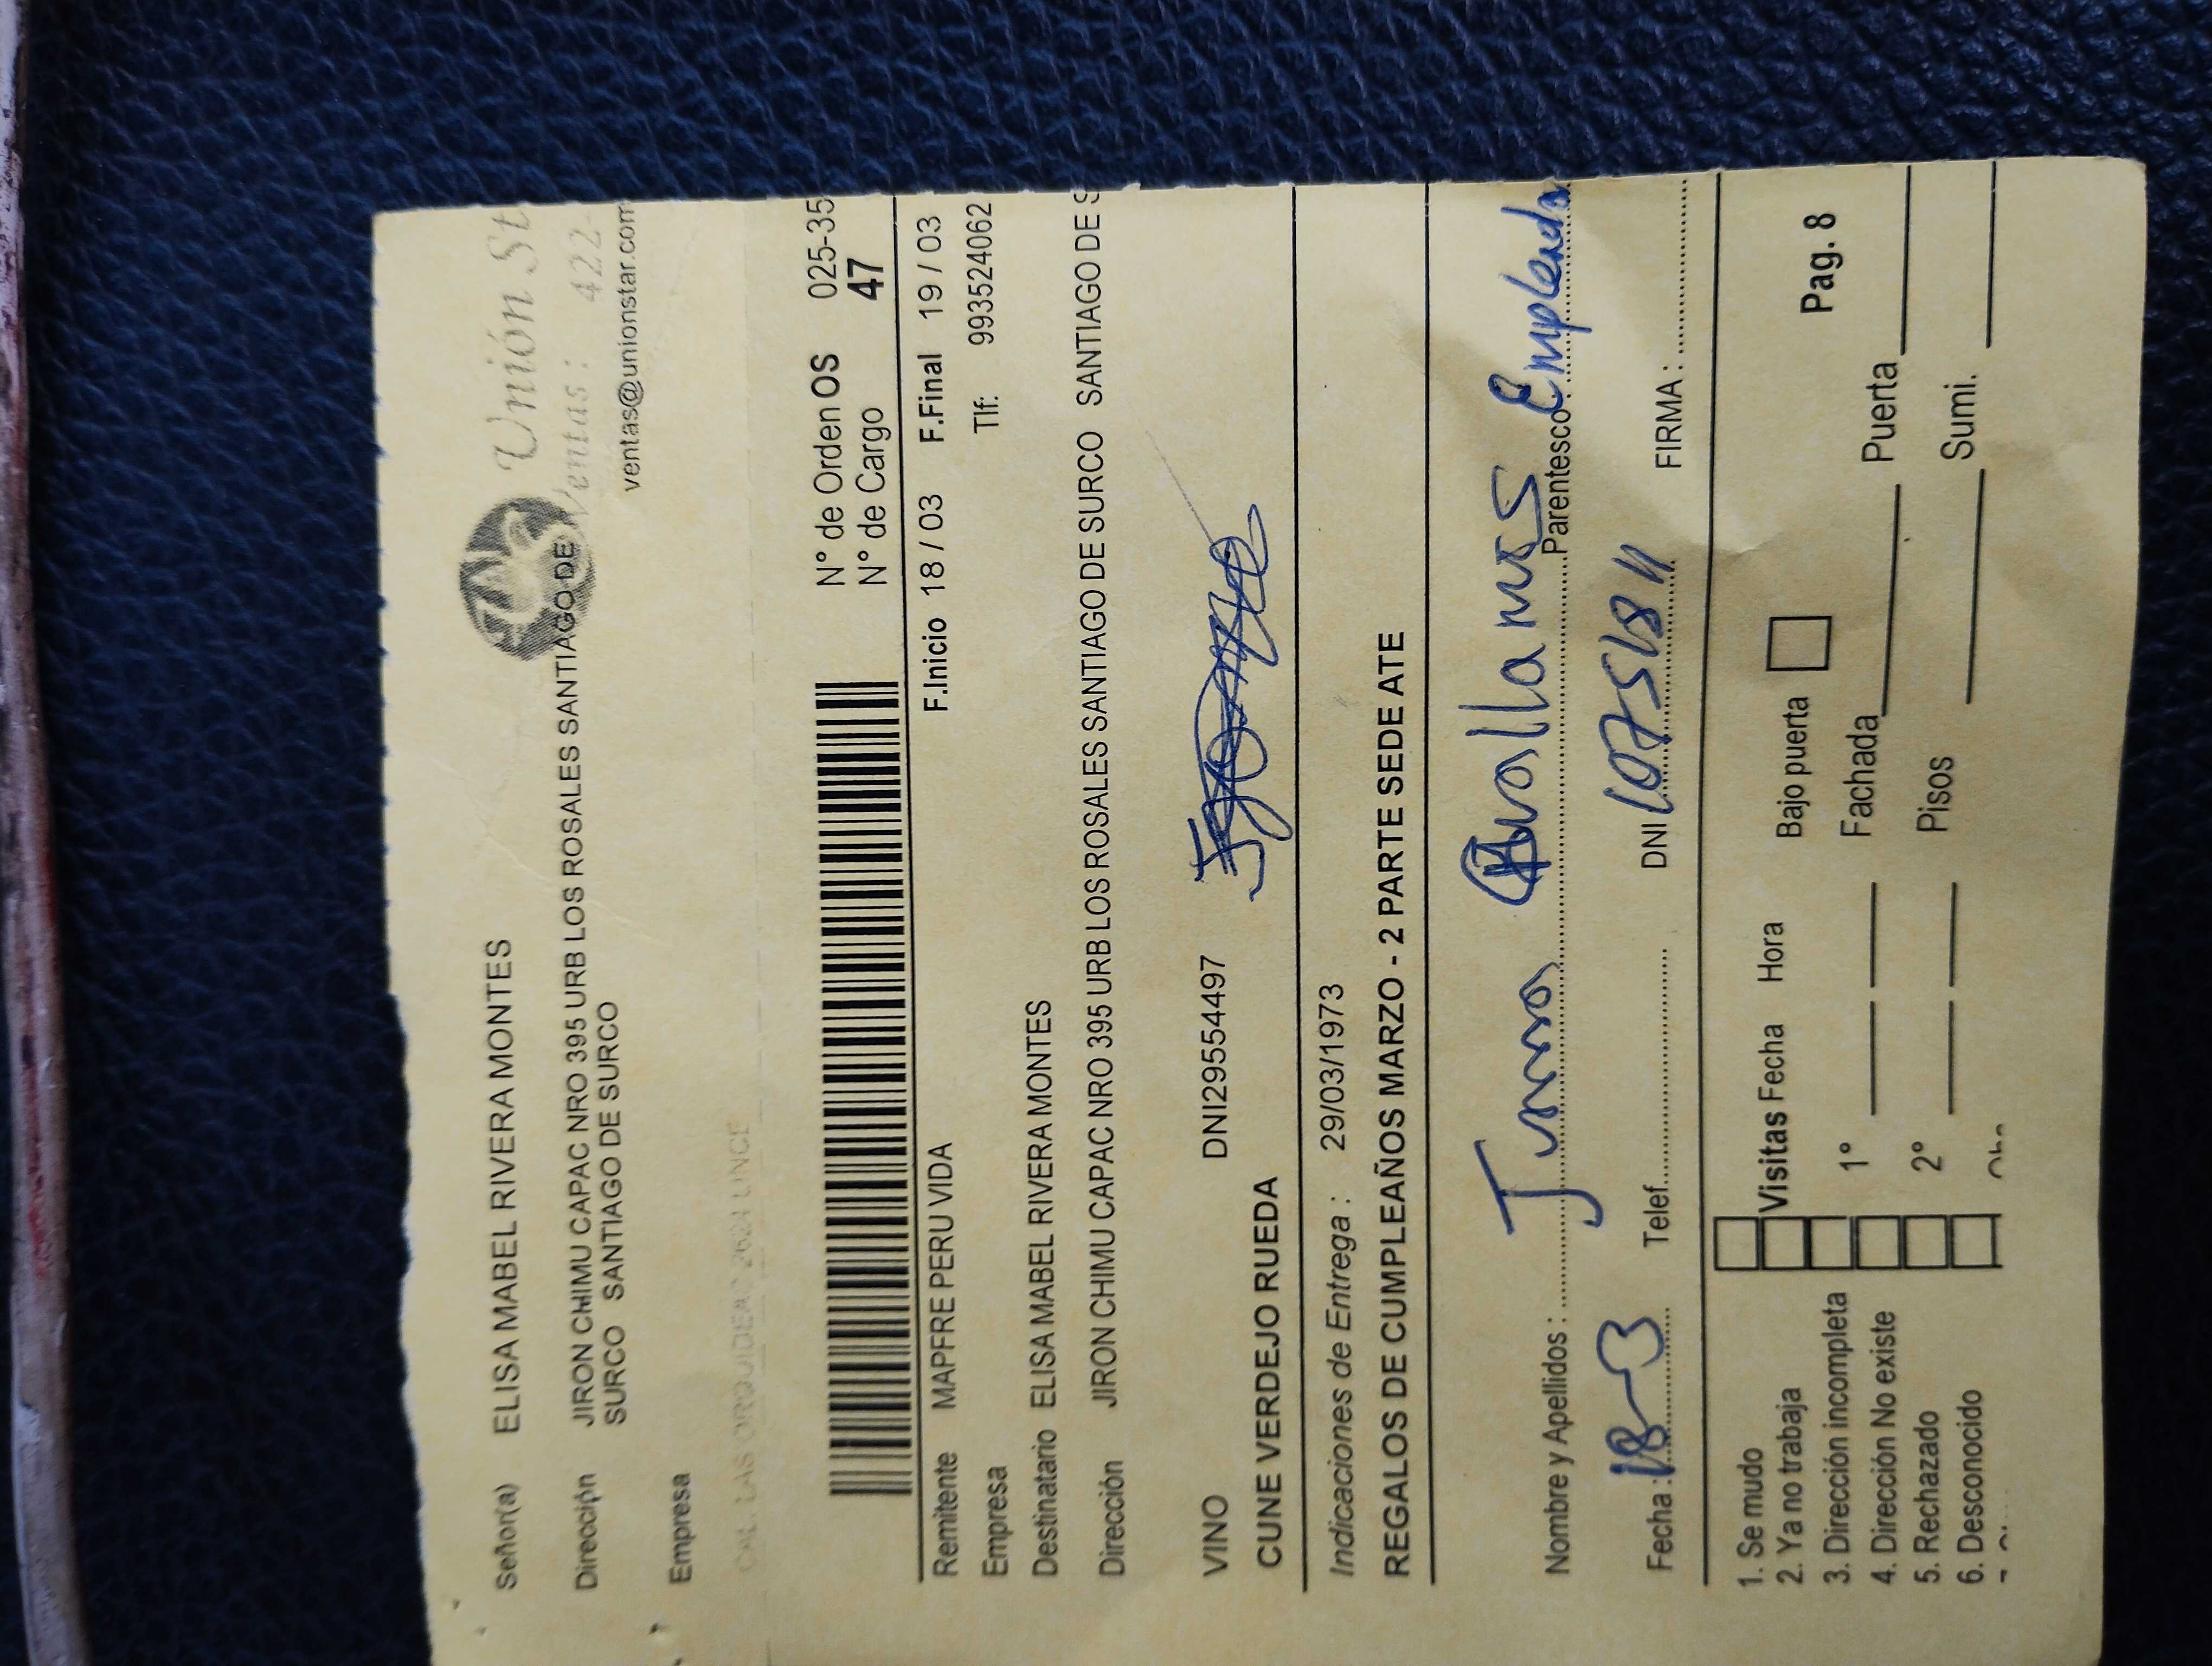 Señor(a) ELISA MABEL RIVERA MONTES
Unión St
Ventas : 422-
ventas@unionstar.com
Dirección JIRON CHIMU CAPAC NRO 395 URB LOS ROSALES SANTIAGO DE
SURCO SANTIAGO DE SURCO
Empresa
CAL. LAS ORQUIDEAS 2624 LINCE
N° de Orden OS 025-35
N° de Cargo 47
F.Inicio 18 / 03 F.Final 19 / 03
Remitente MAPFRE PERU VIDA
Empresa Tlf: 993524062
Destinatario ELISA MABEL RIVERA MONTES
Dirección JIRON CHIMU CAPAC NRO 395 URB LOS ROSALES SANTIAGO DE SURCO SANTIAGO DE S
VINO DNI29554497
CUNE VERDEJO RUEDA
Indicaciones de Entrega : 29/03/1973
REGALOS DE CUMPLEAÑOS MARZO - 2 PARTE SEDE ATE
Nombre y Apellidos : Juana Parentesco: Empleada
Fecha : 18-3 Telef. DNI FIRMA :
1. Se mudo
2. Ya no trabaja
3. Dirección incompleta
4. Dirección No existe
5. Rechazado
6. Desconocido
Visitas Fecha Hora Bajo puerta Pag. 8
1° Fachada Puerta
2° Pisos Sumi.